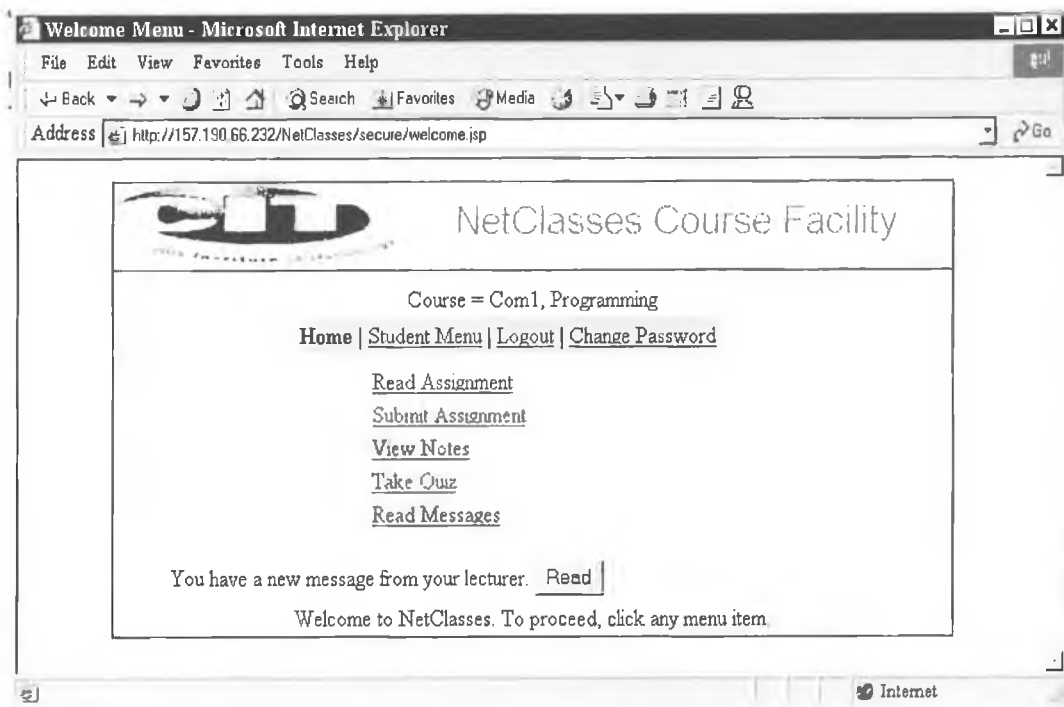 Welcome Menu - Microsoft Internet Explorer
File Edit View Favorites Tools Help
Back Search Favorites Media
Address http://157.190.66.232/NetClasses/secure/welcome.jsp Go
NetClasses Course Facility
Course = Com1, Programming
Home | Student Menu | Logout | Change Password
Read Assignment
Submit Assignment
View Notes
Take Quiz
Read Messages
You have a new message from your lecturer. Read
Welcome to NetClasses. To proceed, click any menu item.
Internet